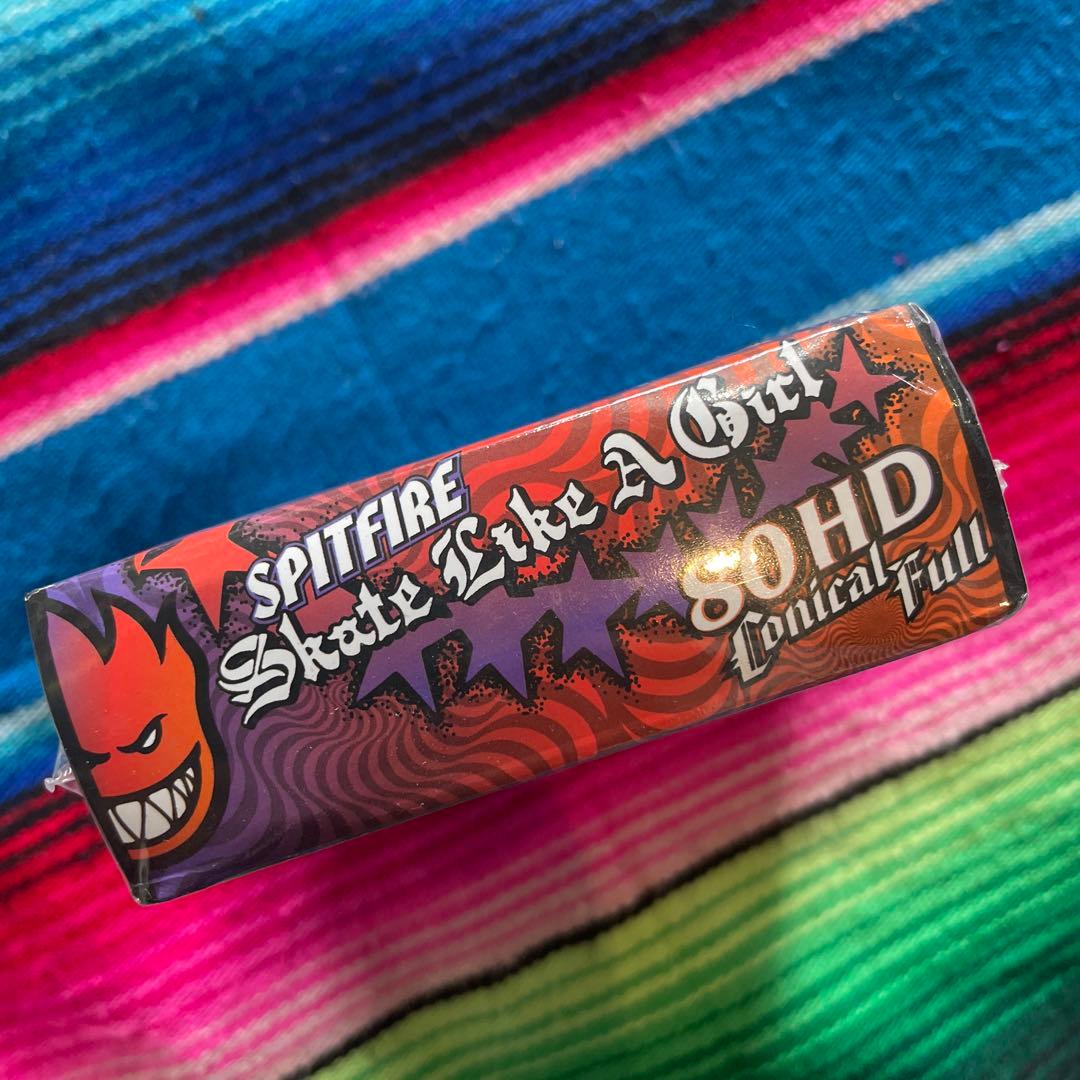 SPITFIRE
Skate Like A Girl
80HD
Conical Full